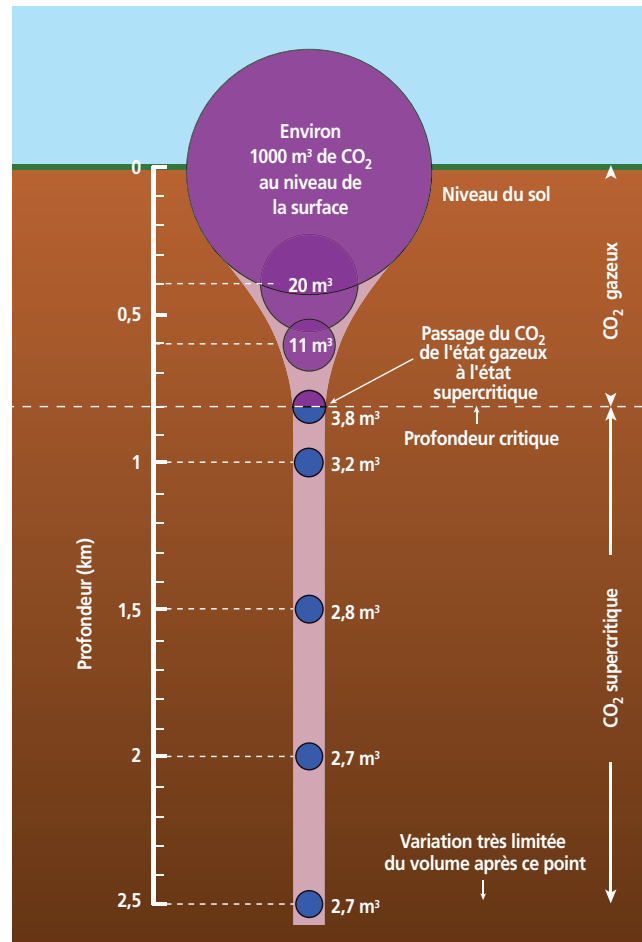 Environ
1000 m³ de CO₂
au niveau de
la surface
0
Niveau du sol
20 m³
0,5
11 m³
CO₂ gazeux
Passage du CO₂
de l'état gazeux
à l'état
supercritique
3,8 m³
Profondeur critique
1
3,2 m³
Profondeur (km)
1,5
2,8 m³
CO₂ supercritique
2
2,7 m³
Variation très limitée
du volume après ce point
2,5
2,7 m³